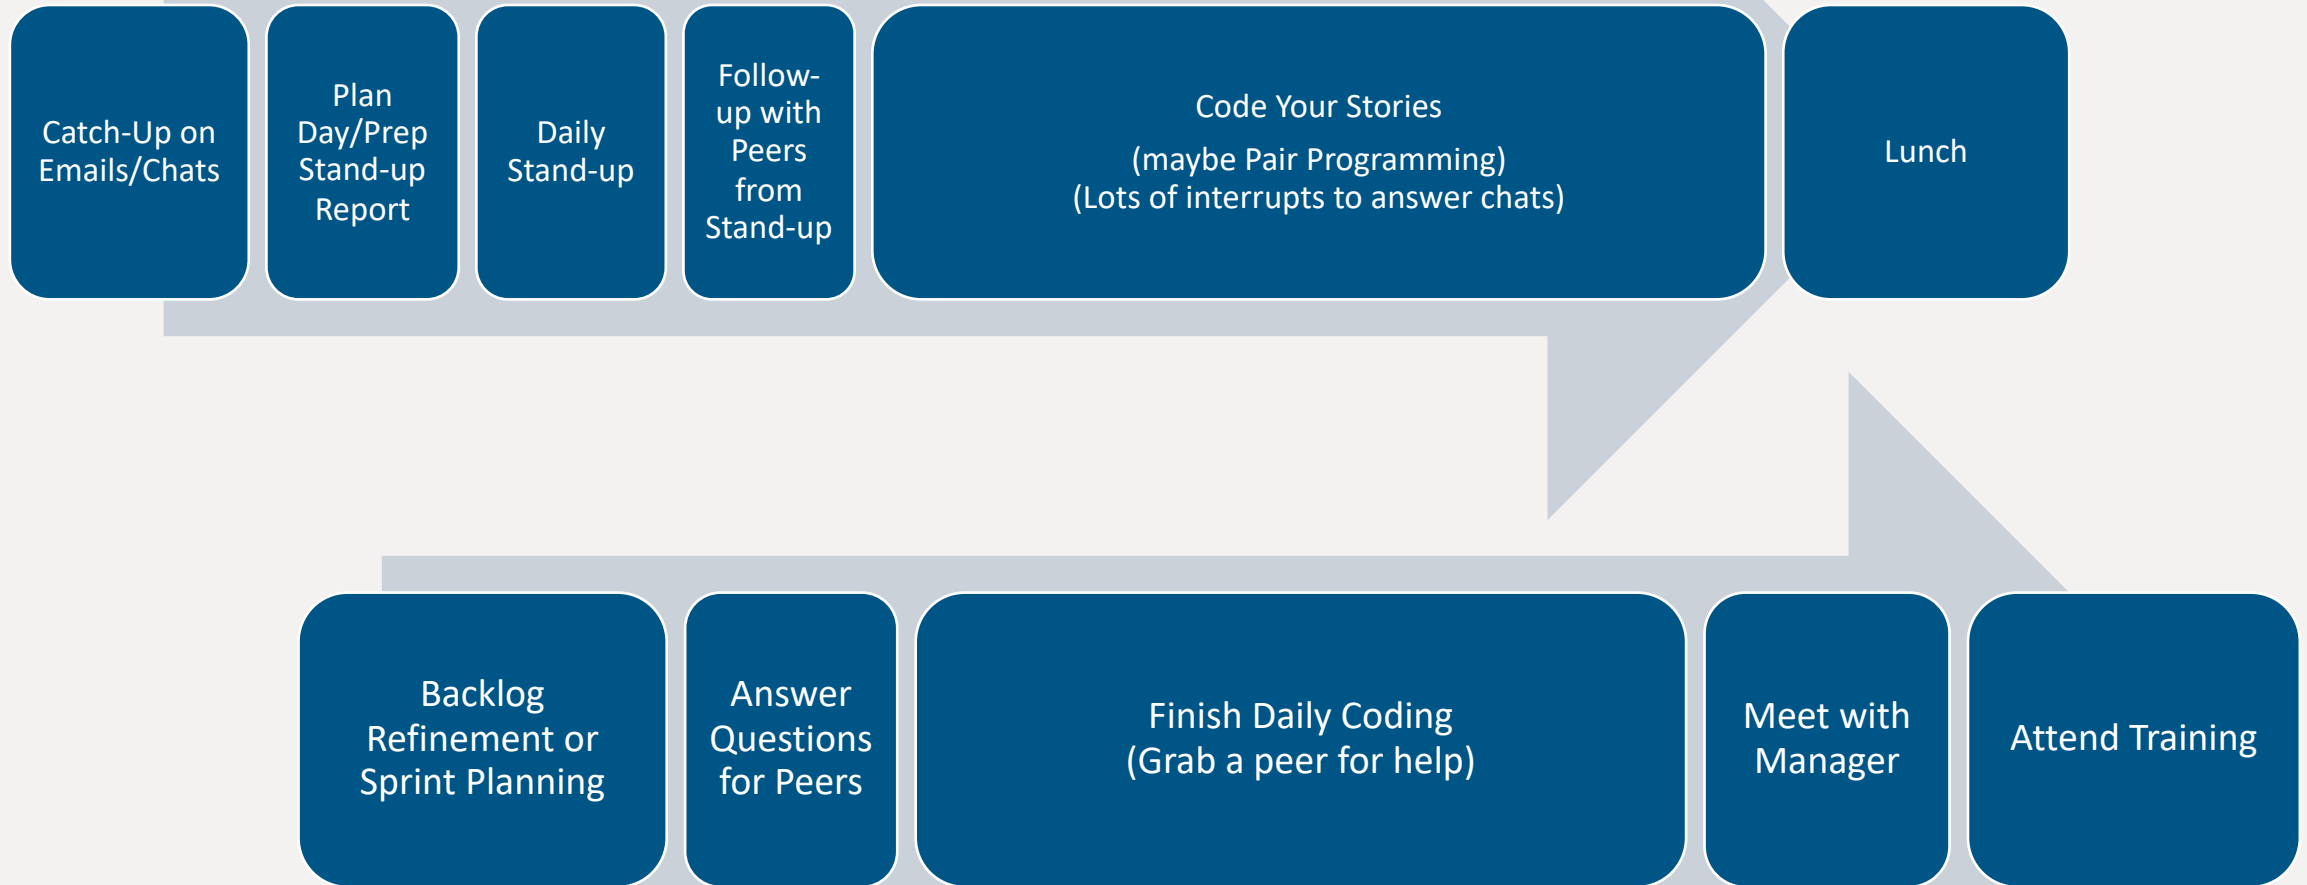 Catch-Up on
Emails/Chats
Plan
Day/Prep
Stand-up
Report
Daily
Stand-up
Follow-
up with
Peers
from
Stand-up
Code Your Stories
(maybe Pair Programming)
(Lots of interrupts to answer chats)
Lunch
Backlog
Refinement or
Sprint Planning
Answer
Questions
for Peers
Finish Daily Coding
(Grab a peer for help)
Meet with
Manager
Attend Training